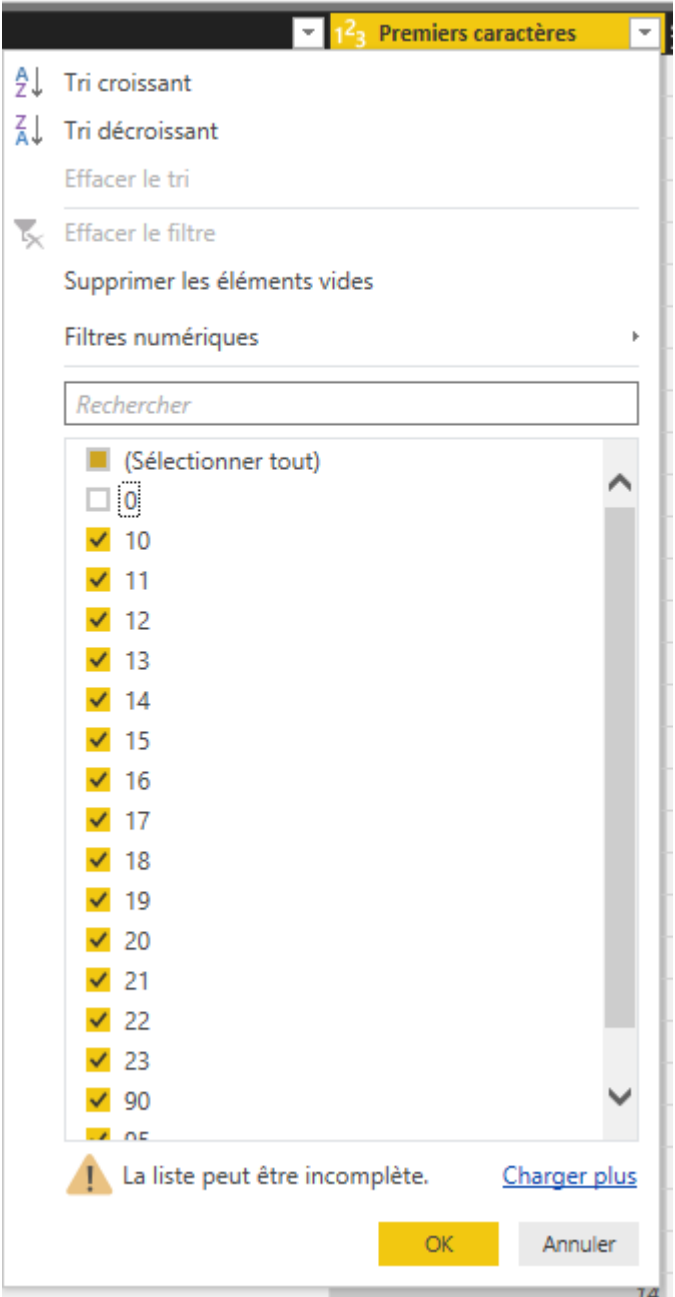 123 Premiers caractères
Tri croissant
Tri décroissant
Effacer le tri
Effacer le filtre
Supprimer les éléments vides
Filtres numériques
Rechercher
(Sélectionner tout)
0
10
11
12
13
14
15
16
17
18
19
20
21
22
23
90
La liste peut être incomplète. Charger plus
OK Annuler